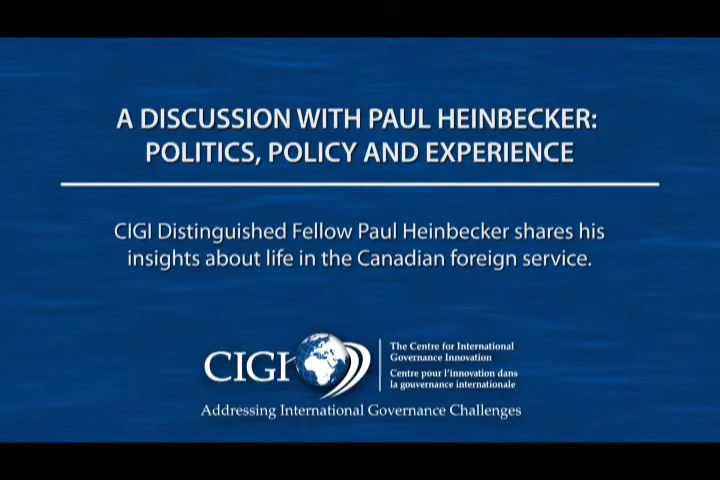 A DISCUSSION WITH PAUL HEINBECKER:
POLITICS, POLICY AND EXPERIENCE
CIGI Distinguished Fellow Paul Heinbecker shares his
insights about life in the Canadian foreign service.
CIGI
The Centre for International
Governance Innovation
Centre pour l'innovation dans
la gouvernance internationale
Addressing International Governance Challenges